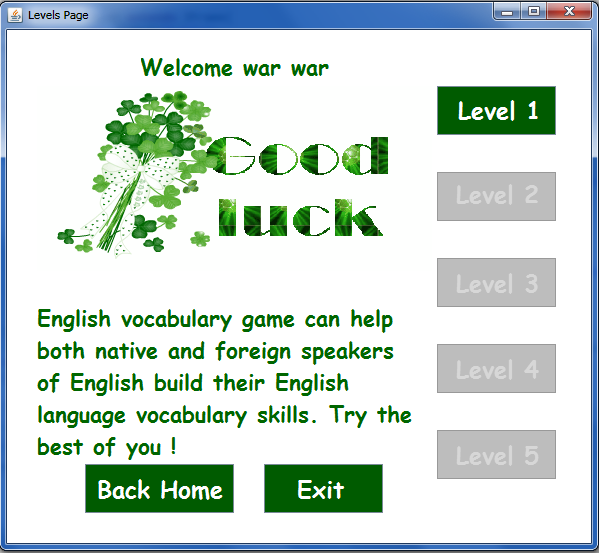 Levels Page
Welcome war war
Good
luck
English vocabulary game can help
both native and foreign speakers
of English build their English
language vocabulary skills. Try the
best of you !
Back Home
Exit
Level 1
Level 2
Level 3
Level 4
Level 5